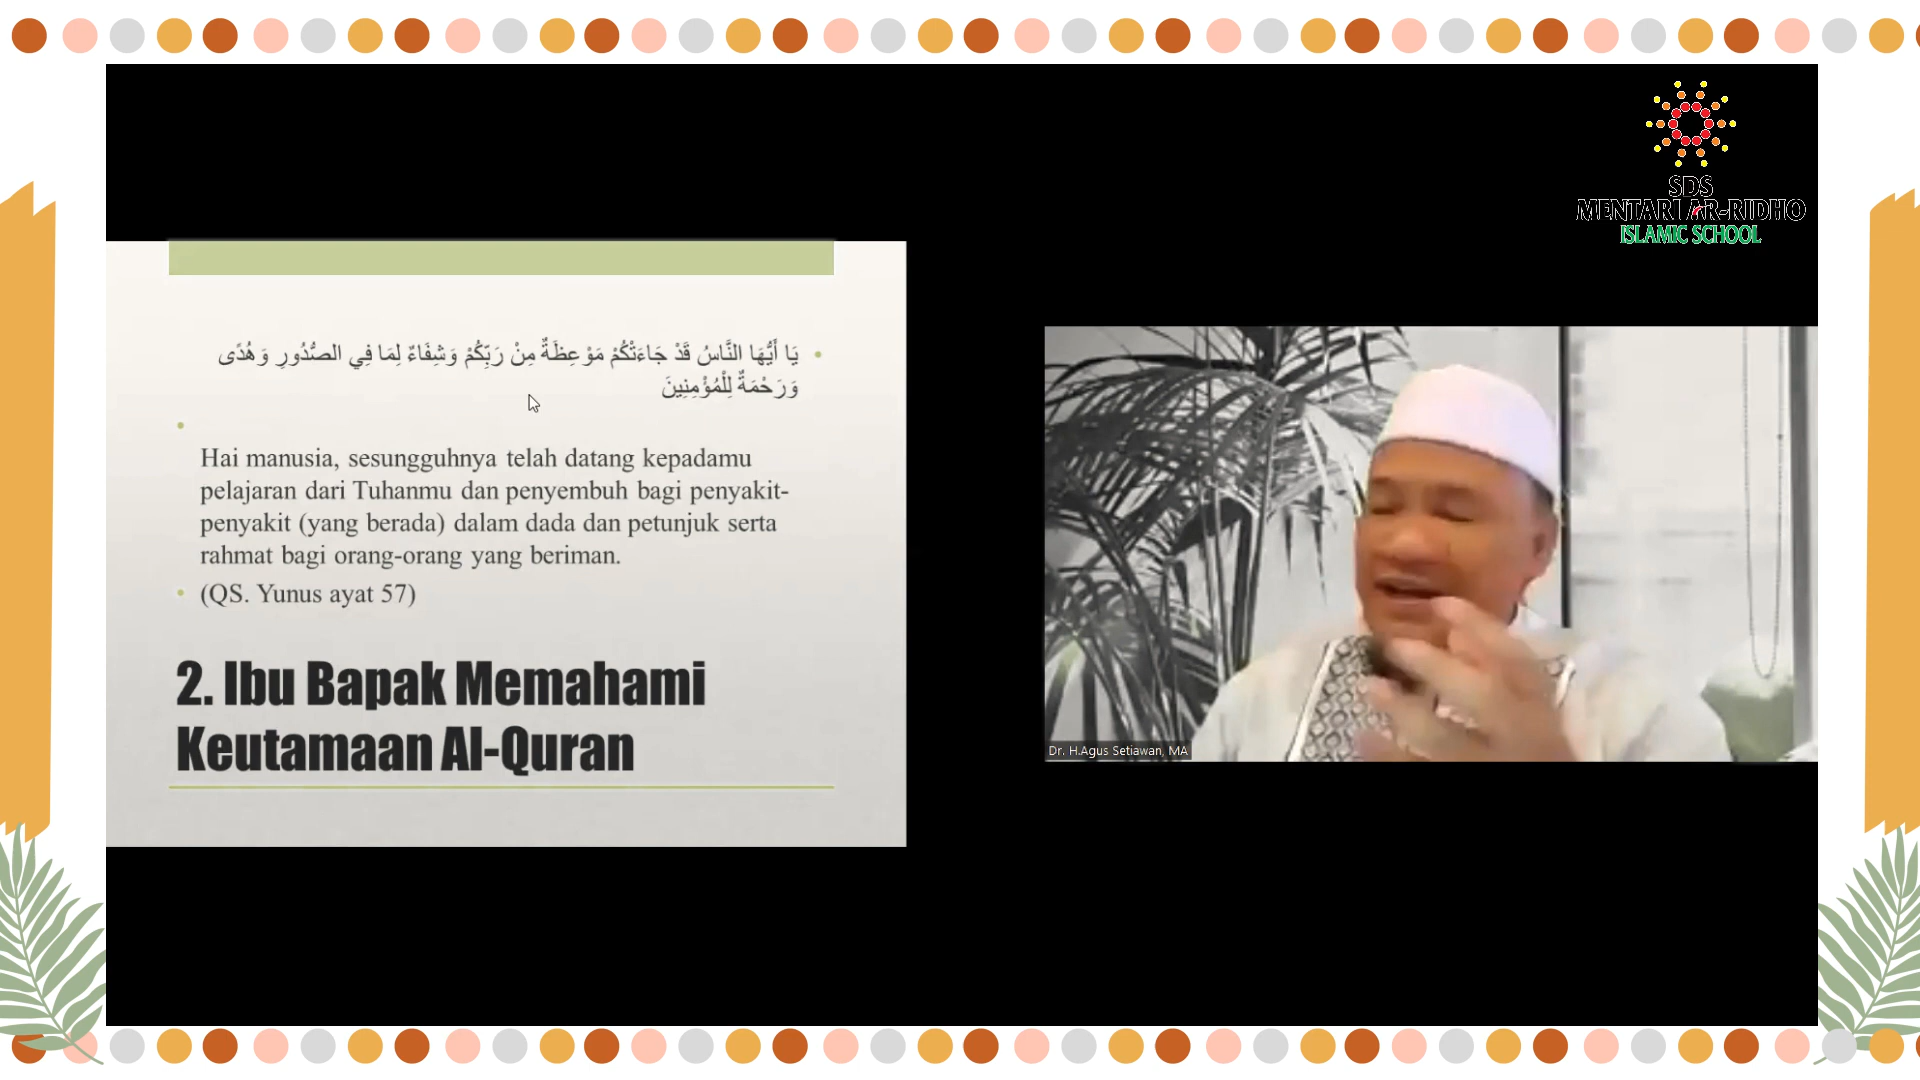 SDS
MENTARI AR-RIDHO
ISLAMIC SCHOOL
يَا أَيُّهَا النَّاسُ قَدْ جَاءَتْكُمْ مَوْعِظَةٌ مِنْ رَبِّكُمْ وَشِفَاءٌ لِمَا فِي الصُّدُورِ وَهُدًى
وَرَحْمَةٌ لِلْمُؤْمِنِينَ
Hai manusia, sesungguhnya telah datang kepadamu
pelajaran dari Tuhanmu dan penyembuh bagi penyakit-
penyakit (yang berada) dalam dada dan petunjuk serta
rahmat bagi orang-orang yang beriman.
(QS. Yunus ayat 57)
2. Ibu Bapak Memahami
Keutamaan Al-Quran
Dr. H.Agus Setiawan, MA